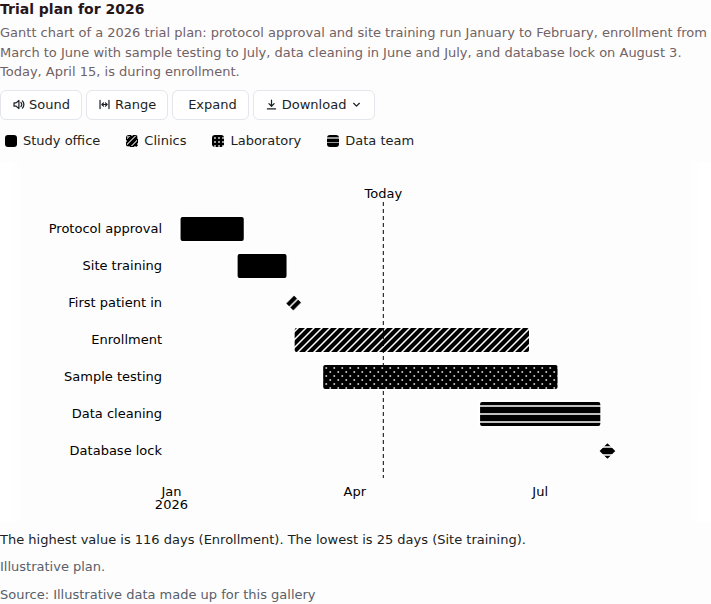 Trial plan for 2026
Gantt chart of a 2026 trial plan: protocol approval and site training run January to February, enrollment from
March to June with sample testing to July, data cleaning in June and July, and database lock on August 3.
Today, April 15, is during enrollment.
Sound Range Expand Download
Study office Clinics Laboratory Data team
Today
Protocol approval
Site training
First patient in
Enrollment
Sample testing
Data cleaning
Database lock
Jan Apr Jul
2026
The highest value is 116 days (Enrollment). The lowest is 25 days (Site training).
Illustrative plan.
Source: Illustrative data made up for this gallery